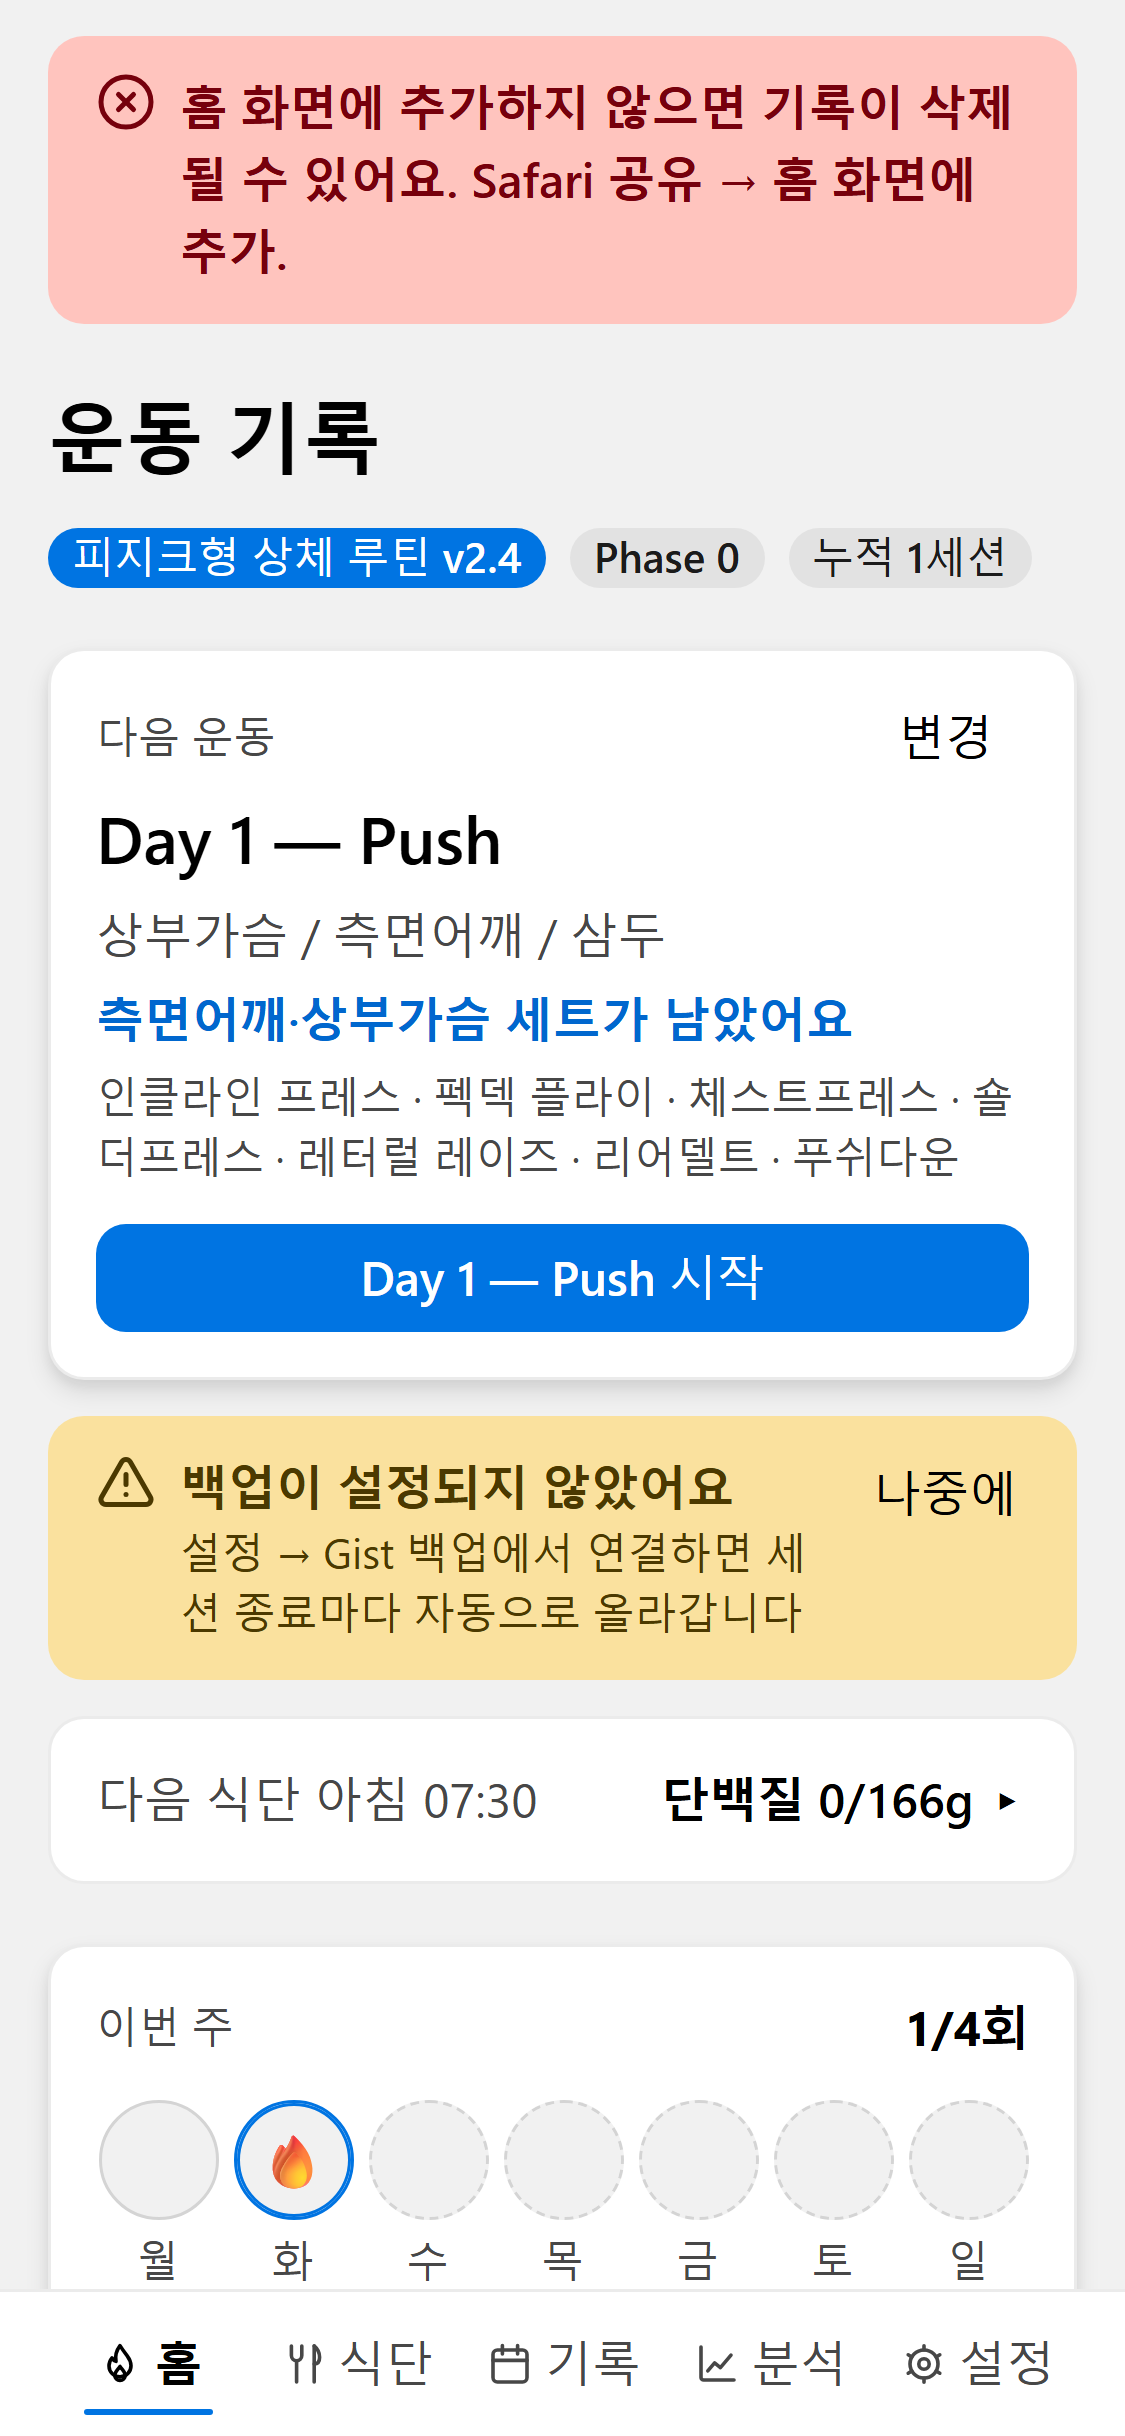 홈 화면에 추가하지 않으면 기록이 삭제
될 수 있어요. Safari 공유 → 홈 화면에
추가.
운동 기록
피지크형 상체 루틴 v2.4
Phase 0
누적 1세션
다음 운동
변경
Day 1 — Push
상부가슴 / 측면어깨 / 삼두
측면어깨·상부가슴 세트가 남았어요
인클라인 프레스 · 펙덱 플라이 · 체스트프레스 · 숄
더프레스 · 레터럴 레이즈 · 리어델트 · 푸쉬다운
Day 1 — Push 시작
백업이 설정되지 않았어요
나중에
설정 → Gist 백업에서 연결하면 세
션 종료마다 자동으로 올라갑니다
다음 식단 아침 07:30
단백질 0/166g ▸
이번 주
1/4회
월 화 수 목 금 토 일
홈 식단 기록 분석 설정